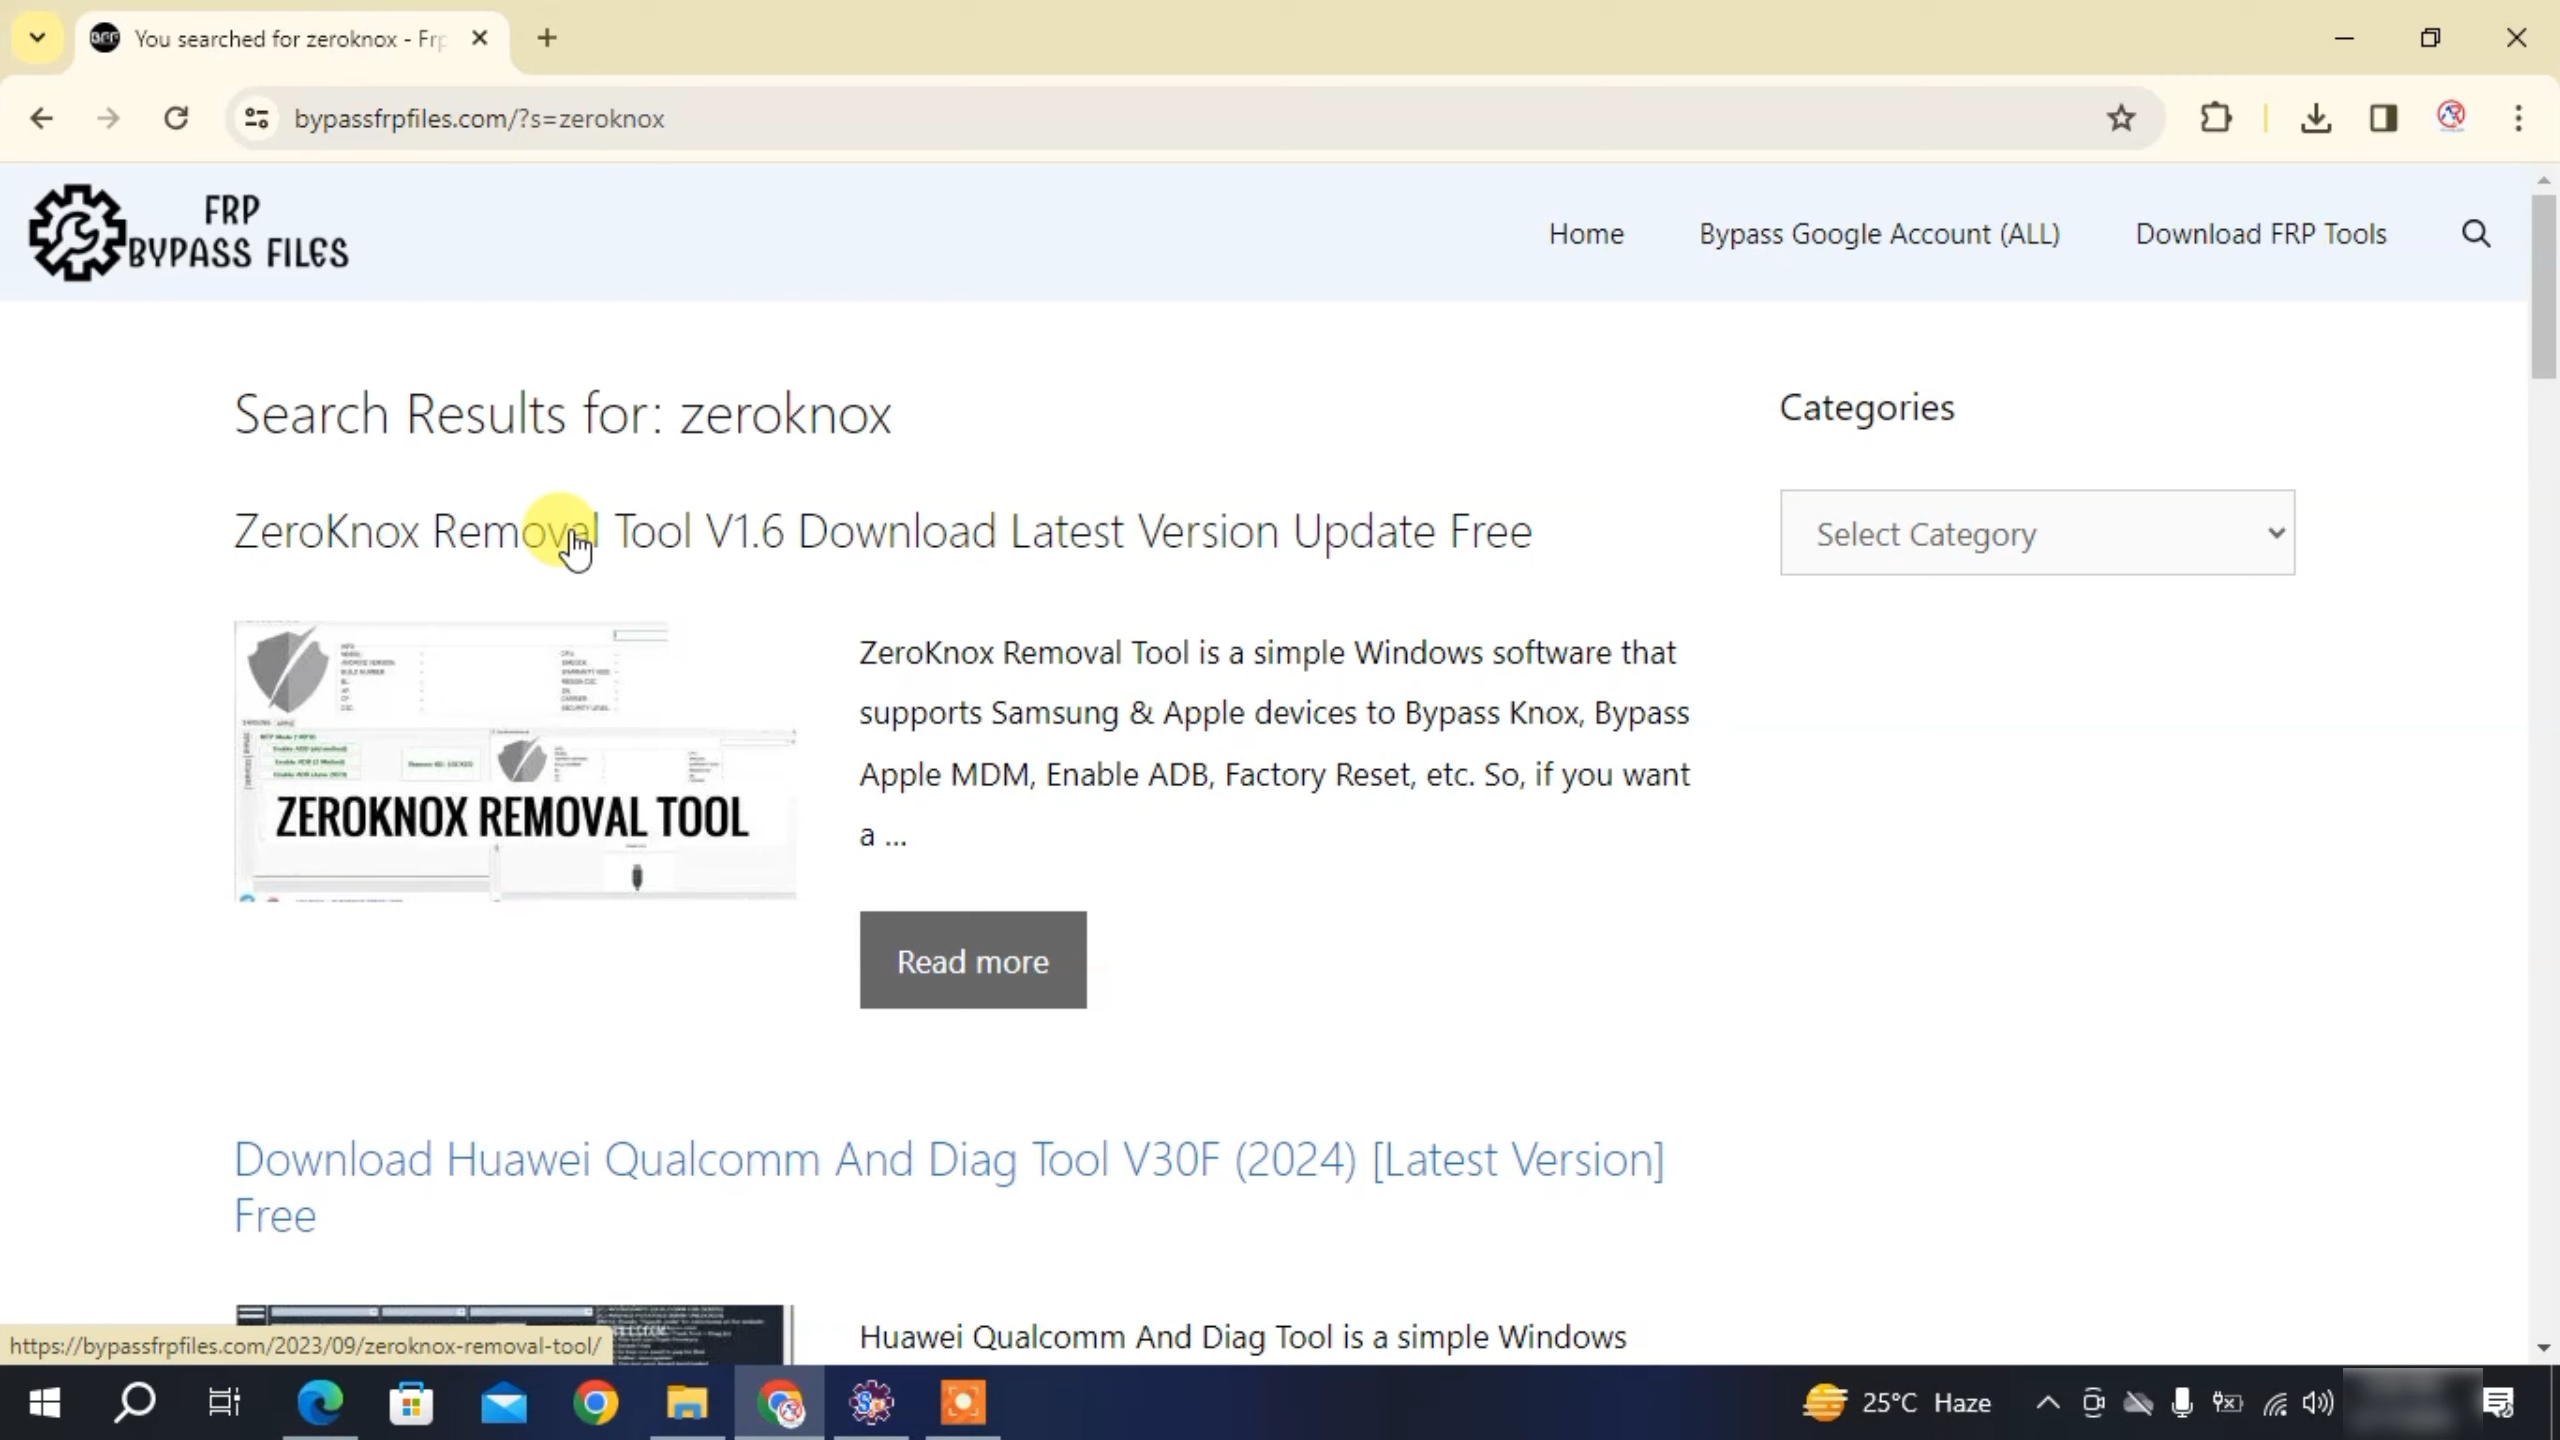 You searched for zeroknox - Frp
bypassfrpfiles.com/?s=zeroknox
FRP
BYPASS FILES
Home
Bypass Google Account (ALL)
Download FRP Tools
Search Results for: zeroknox
Categories
ZeroKnox Removal Tool V1.6 Download Latest Version Update Free
Select Category
ZEROKNOX REMOVAL TOOL
ZeroKnox Removal Tool is a simple Windows software that
supports Samsung & Apple devices to Bypass Knox, Bypass
Apple MDM, Enable ADB, Factory Reset, etc. So, if you want
a ...
Read more
Download Huawei Qualcomm And Diag Tool V30F (2024) [Latest Version]
Free
Huawei Qualcomm And Diag Tool is a simple Windows
https://bypassfrpfiles.com/2023/09/zeroknox-removal-tool/
25°C Haze